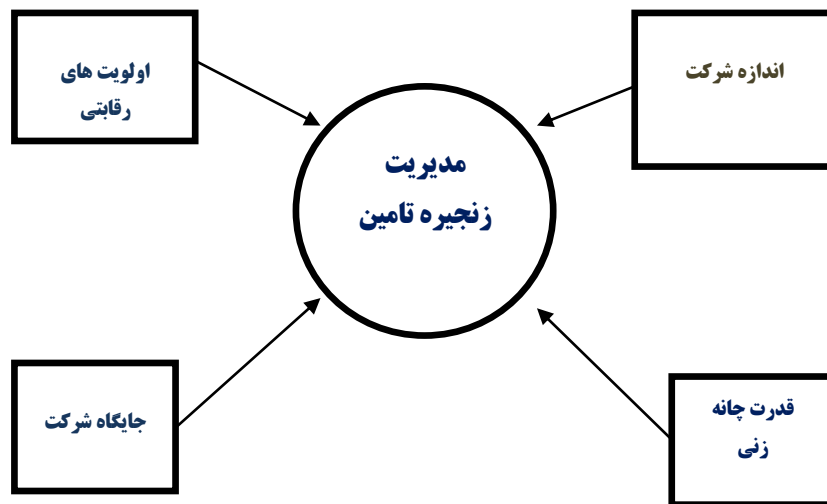 اندازه شرکت
اولویت های
رقابتی
مدیریت
زنجیره تامین
قدرت چانه
زنی
جایگاه شرکت